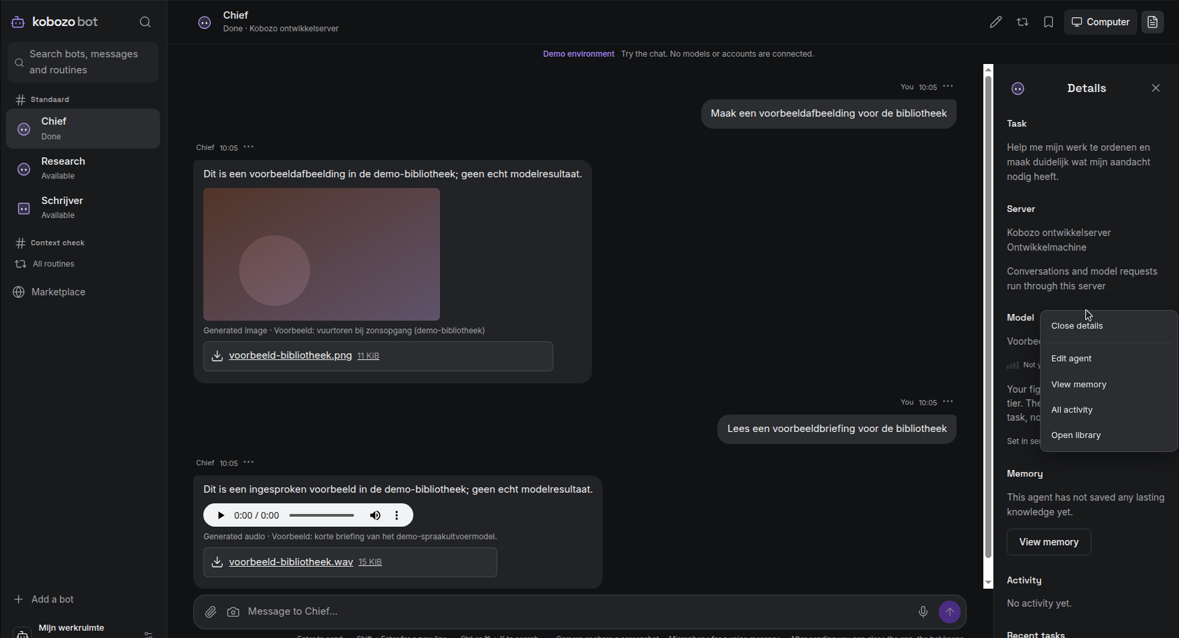 kobozo bot
Search bots, messages
and routines
Standaard
Chief
Done
Research
Available
Schrijver
Available
Context check
All routines
Marketplace
Add a bot
Mijn werkruimte
Chief
Done · Kobozo ontwikkelserver
Computer
Demo environment Try the chat. No models or accounts are connected.
You 10:05
Maak een voorbeeldafbeelding voor de bibliotheek
Chief 10:05
Dit is een voorbeeldafbeelding in de demo-bibliotheek; geen echt modelresultaat.
Generated image · Voorbeeld: vuurtoren bij zonsopgang (demo-bibliotheek)
voorbeeld-bibliotheek.png 11 KiB
You 10:05
Lees een voorbeeldbriefing voor de bibliotheek
Chief 10:05
Dit is een ingesproken voorbeeld in de demo-bibliotheek; geen echt modelresultaat.
0:00 / 0:00
Generated audio · Voorbeeld: korte briefing van het demo-spraakuitvoermodel.
voorbeeld-bibliotheek.wav 15 KiB
Message to Chief...
Details
Task
Help me mijn werk te ordenen en
maak duidelijk wat mijn aandacht
nodig heeft.
Server
Kobozo ontwikkelserver
Ontwikkelmachine
Conversations and model requests
run through this server
Model
Close details
Edit agent
View memory
All activity
Open library
Not
Your
tier.
task,
Set in
Memory
This agent has not saved any lasting
knowledge yet.
View memory
Activity
No activity yet.
Recent tasks